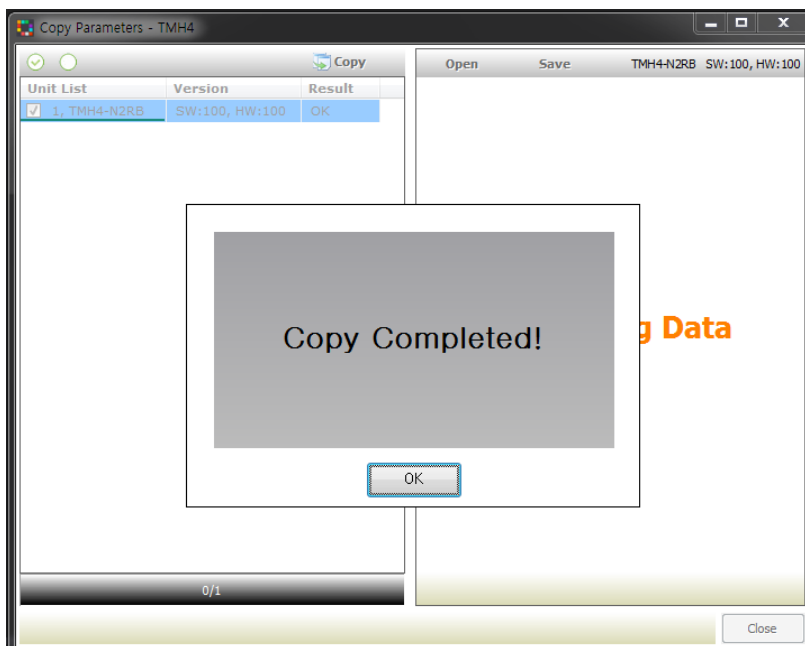 Copy Parameters - TMH4
Copy
Unit List Version Result
1, TMH4-N2RB SW:100, HW:100 OK
Open Save TMH4-N2RB SW:100, HW:100
g Data
Copy Completed!
OK
0/1
Close